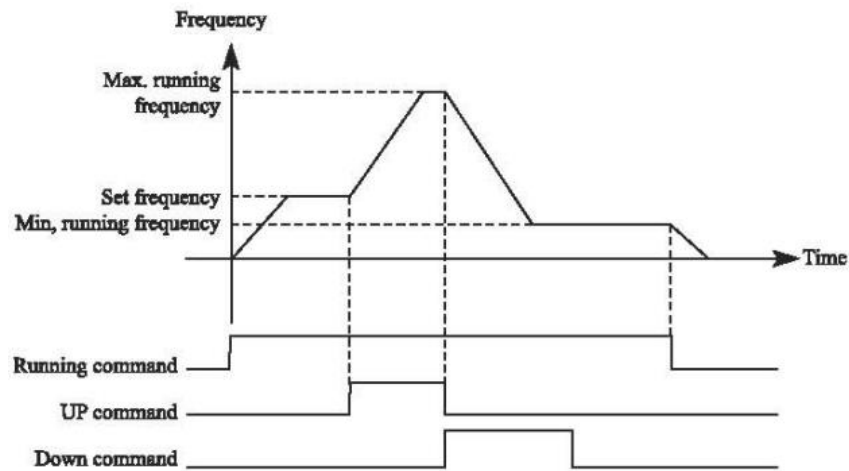 Frequency
Max. running
frequency
Set frequency
Min, running frequency
Time
Running command
UP command
Down command